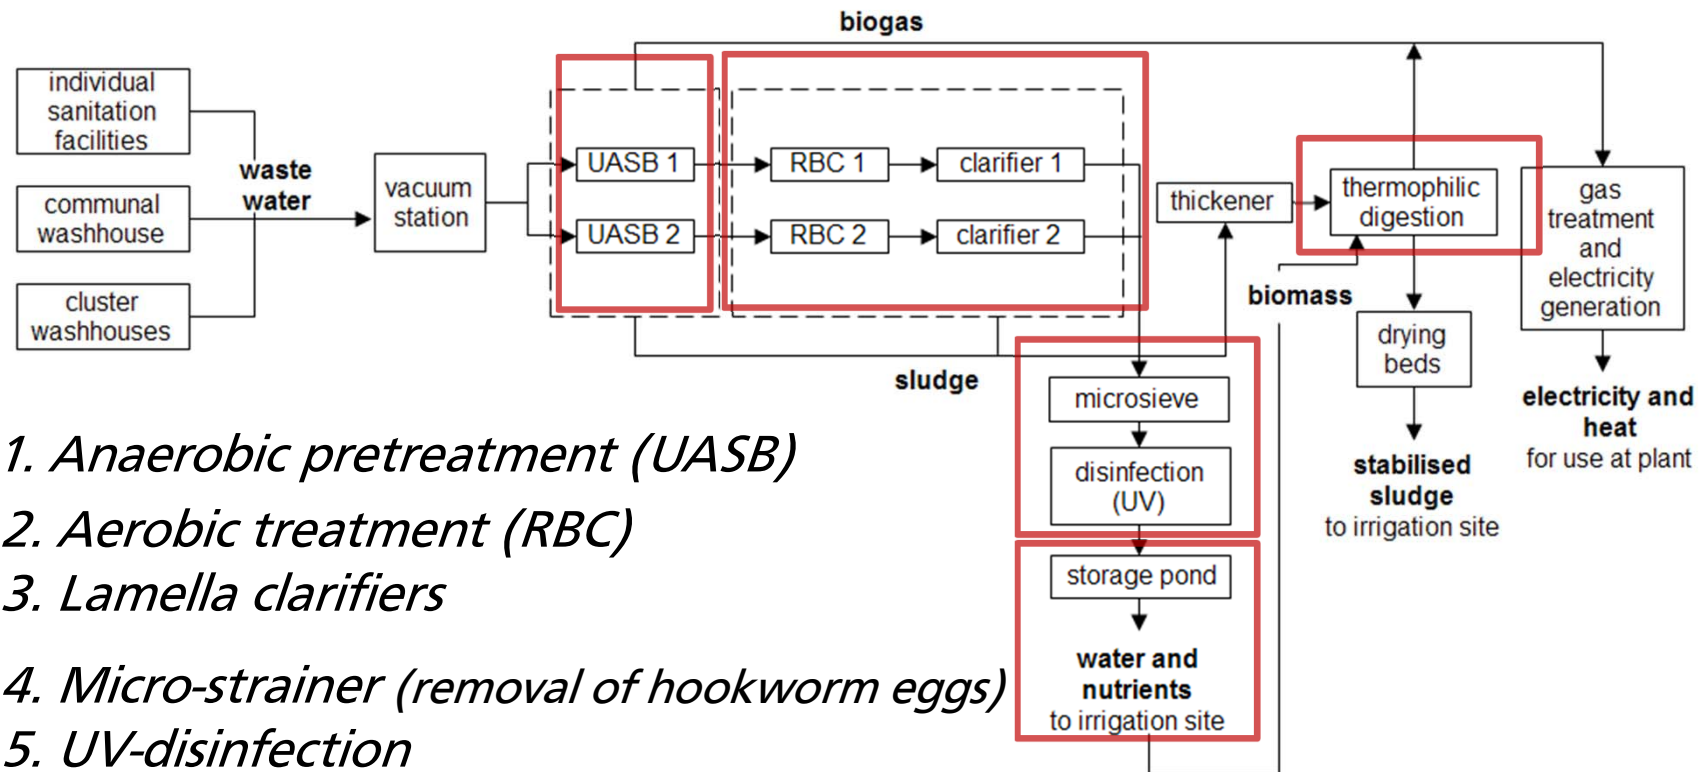 biogas
individual
sanitation
facilities
communal
washhouse
cluster
washhouses
waste
water
vacuum
station
UASB 1
UASB 2
RBC 1
RBC 2
clarifier 1
clarifier 2
thickener
thermophilic
digestion
gas
treatment
and
electricity
generation
biomass
drying
beds
sludge
microsieve
disinfection
(UV)
storage pond
water and
nutrients
to irrigation site
stabilised
sludge
to irrigation site
electricity and
heat
for use at plant
1. Anaerobic pretreatment (UASB)
2. Aerobic treatment (RBC)
3. Lamella clarifiers
4. Micro-strainer (removal of hookworm eggs)
5. UV-disinfection